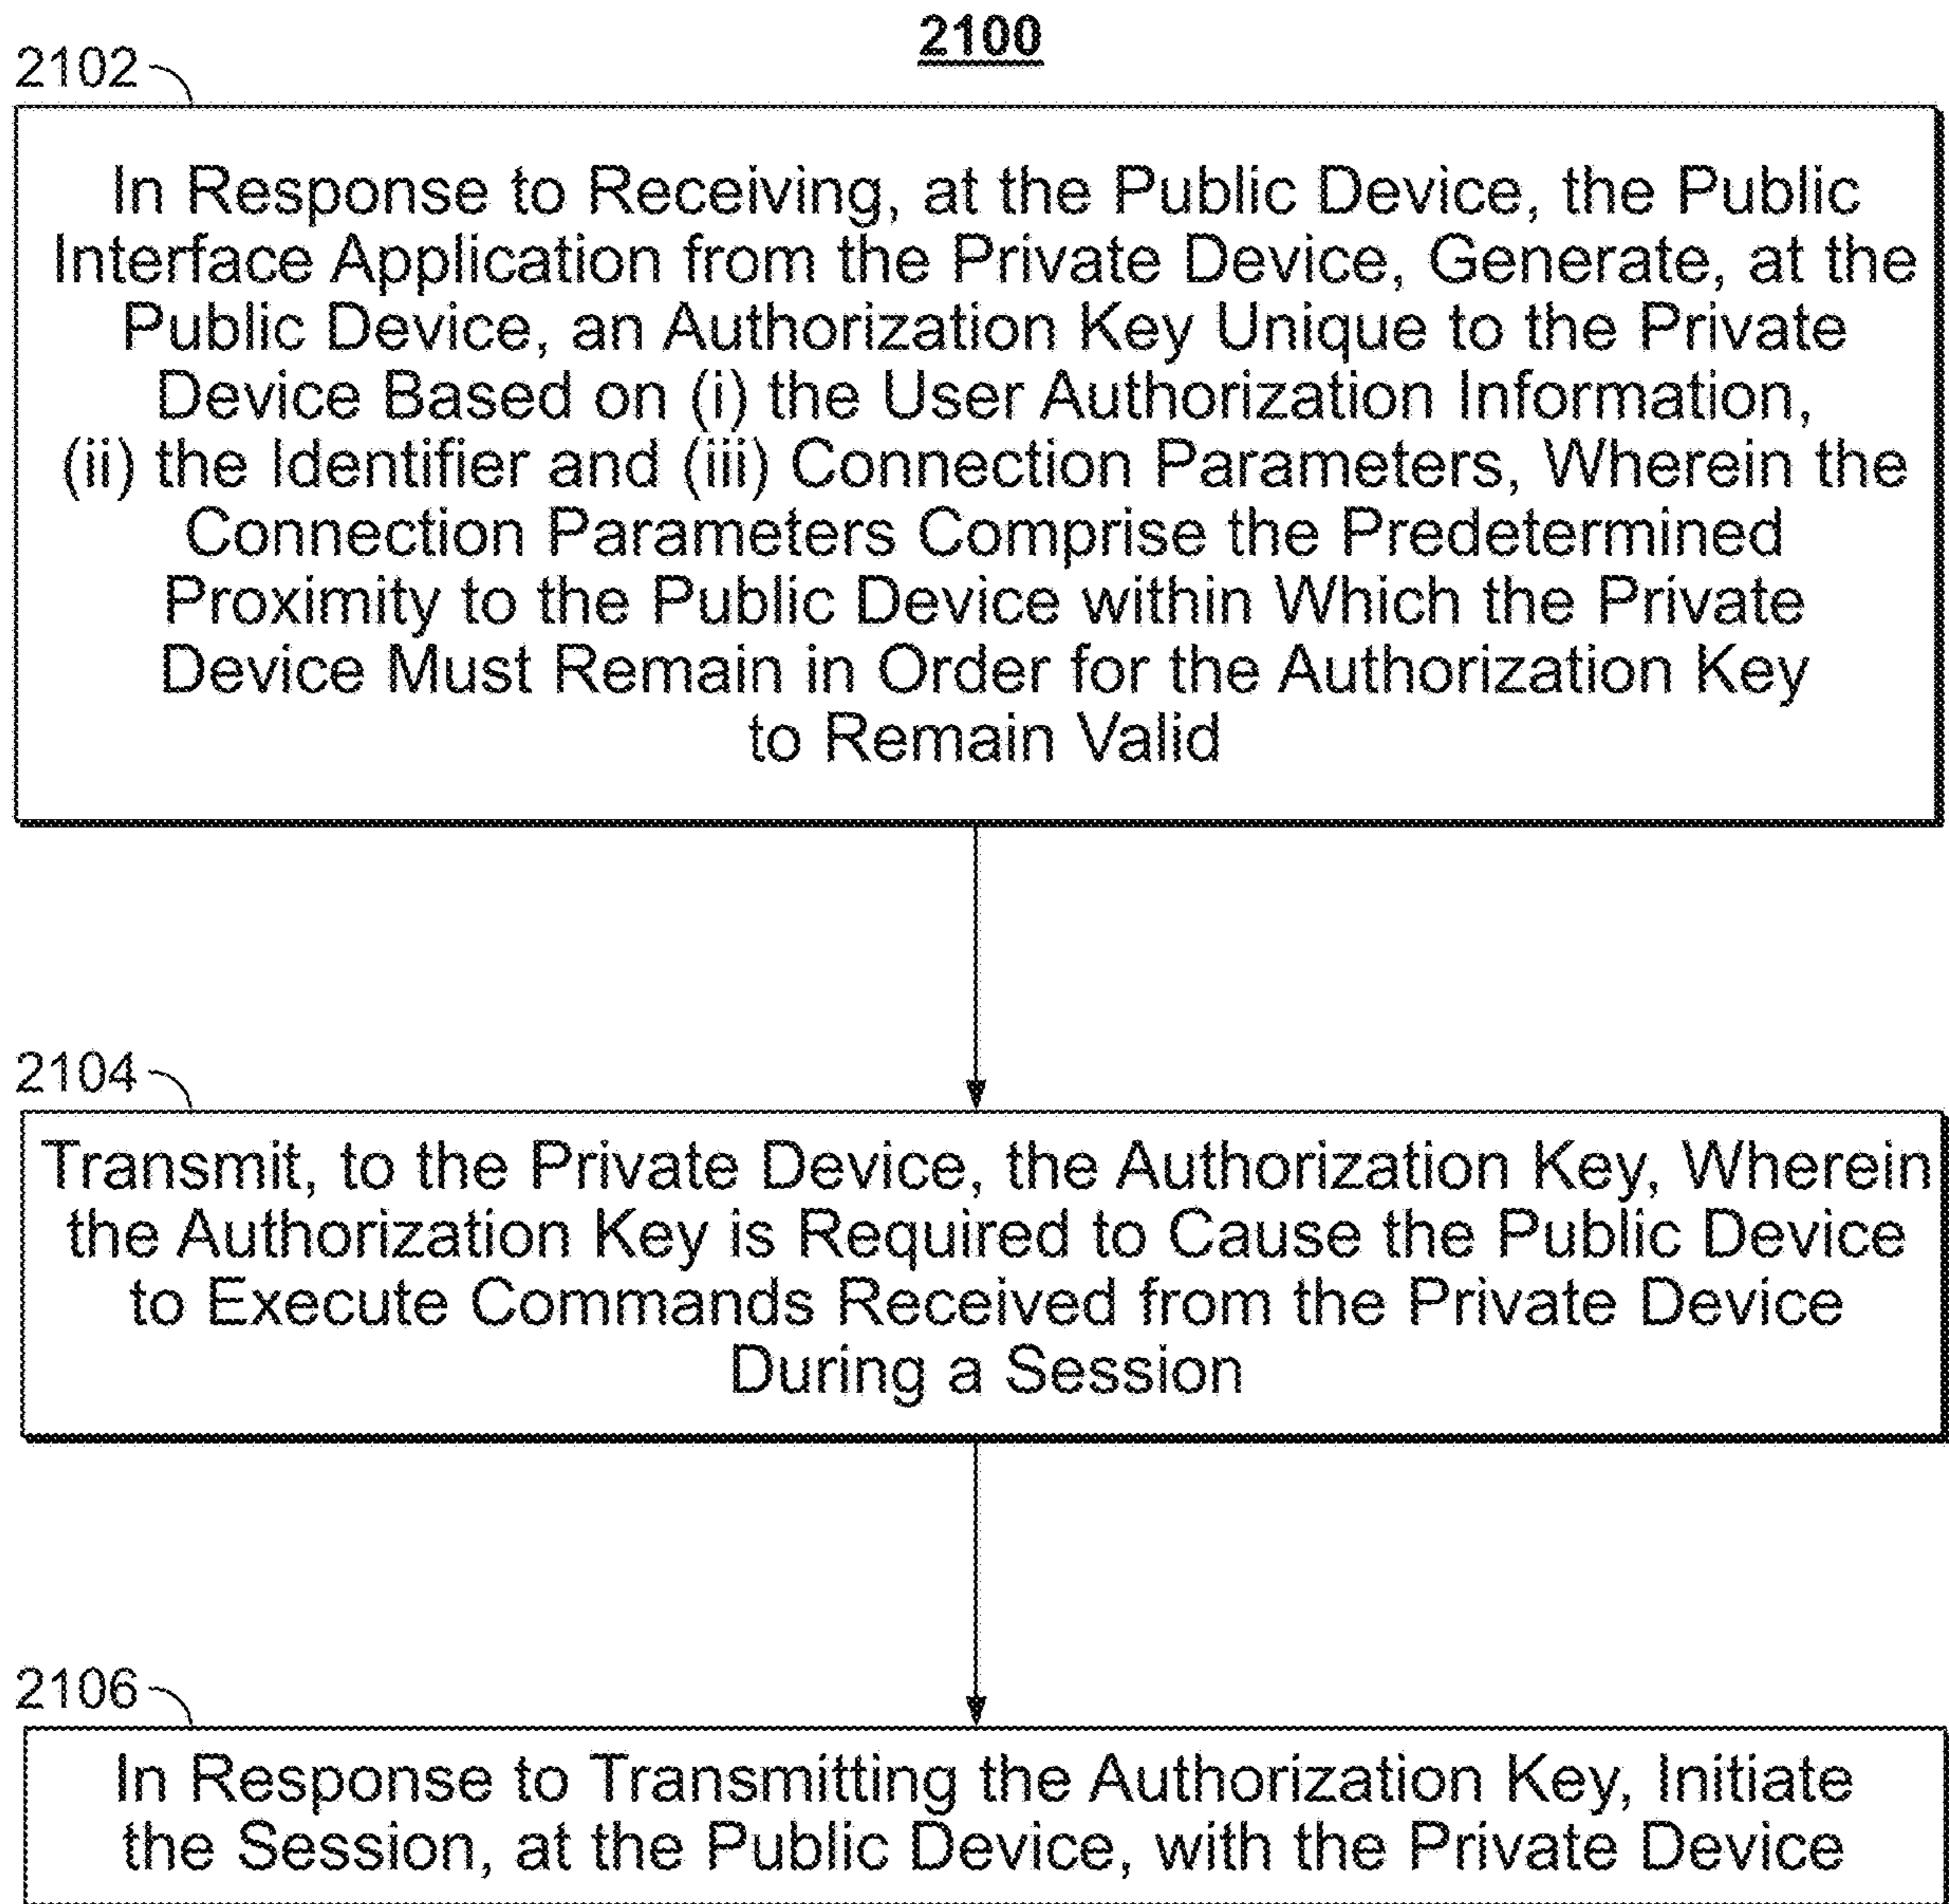 2100
2102
In Response to Receiving, at the Public Device, the Public
Interface Application from the Private Device, Generate, at the
Public Device, an Authorization Key Unique to the Private
Device Based on (i) the User Authorization Information,
(ii) the Identifier and (iii) Connection Parameters, Wherein the
Connection Parameters Comprise the Predetermined
Proximity to the Public Device within Which the Private
Device Must Remain in Order for the Authorization Key
to Remain Valid
2104
Transmit, to the Private Device, the Authorization Key, Wherein
the Authorization Key is Required to Cause the Public Device
to Execute Commands Received from the Private Device
During a Session
2106
In Response to Transmitting the Authorization Key, Initiate
the Session, at the Public Device, with the Private Device